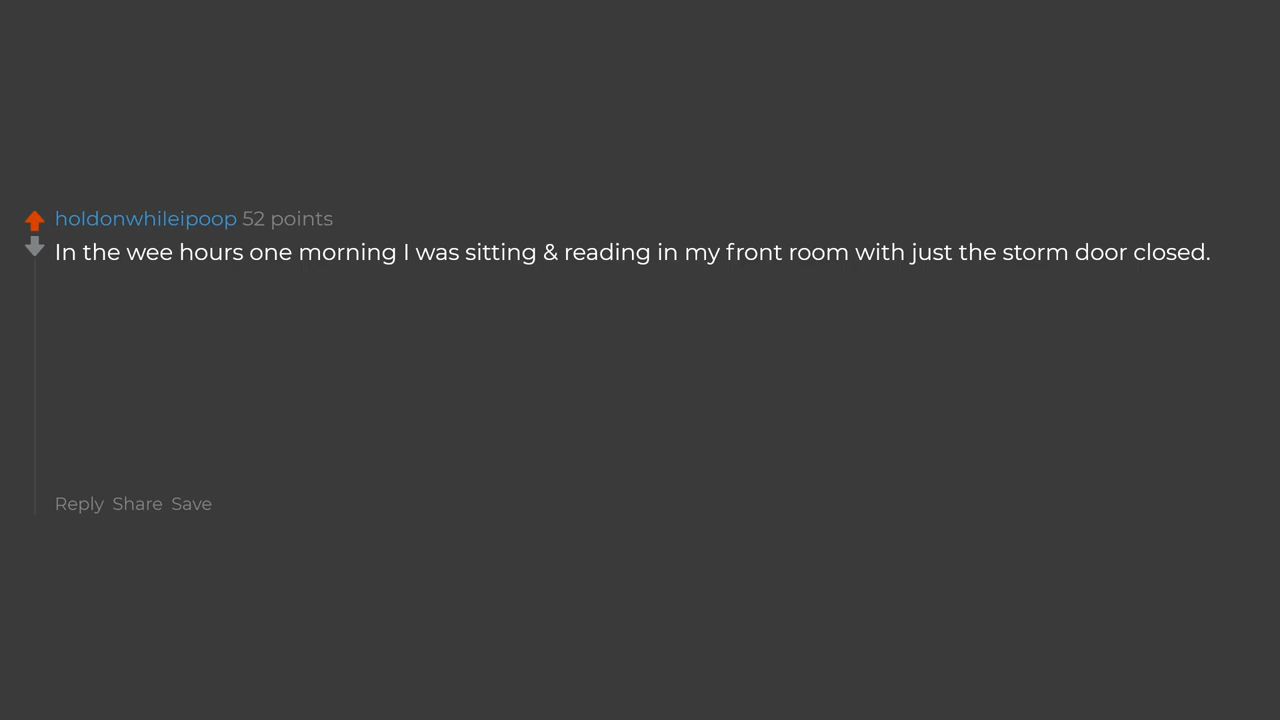 holdonwhileipoop 52 points
In the wee hours one morning I was sitting & reading in my front room with just the storm door closed.
Reply Share Save